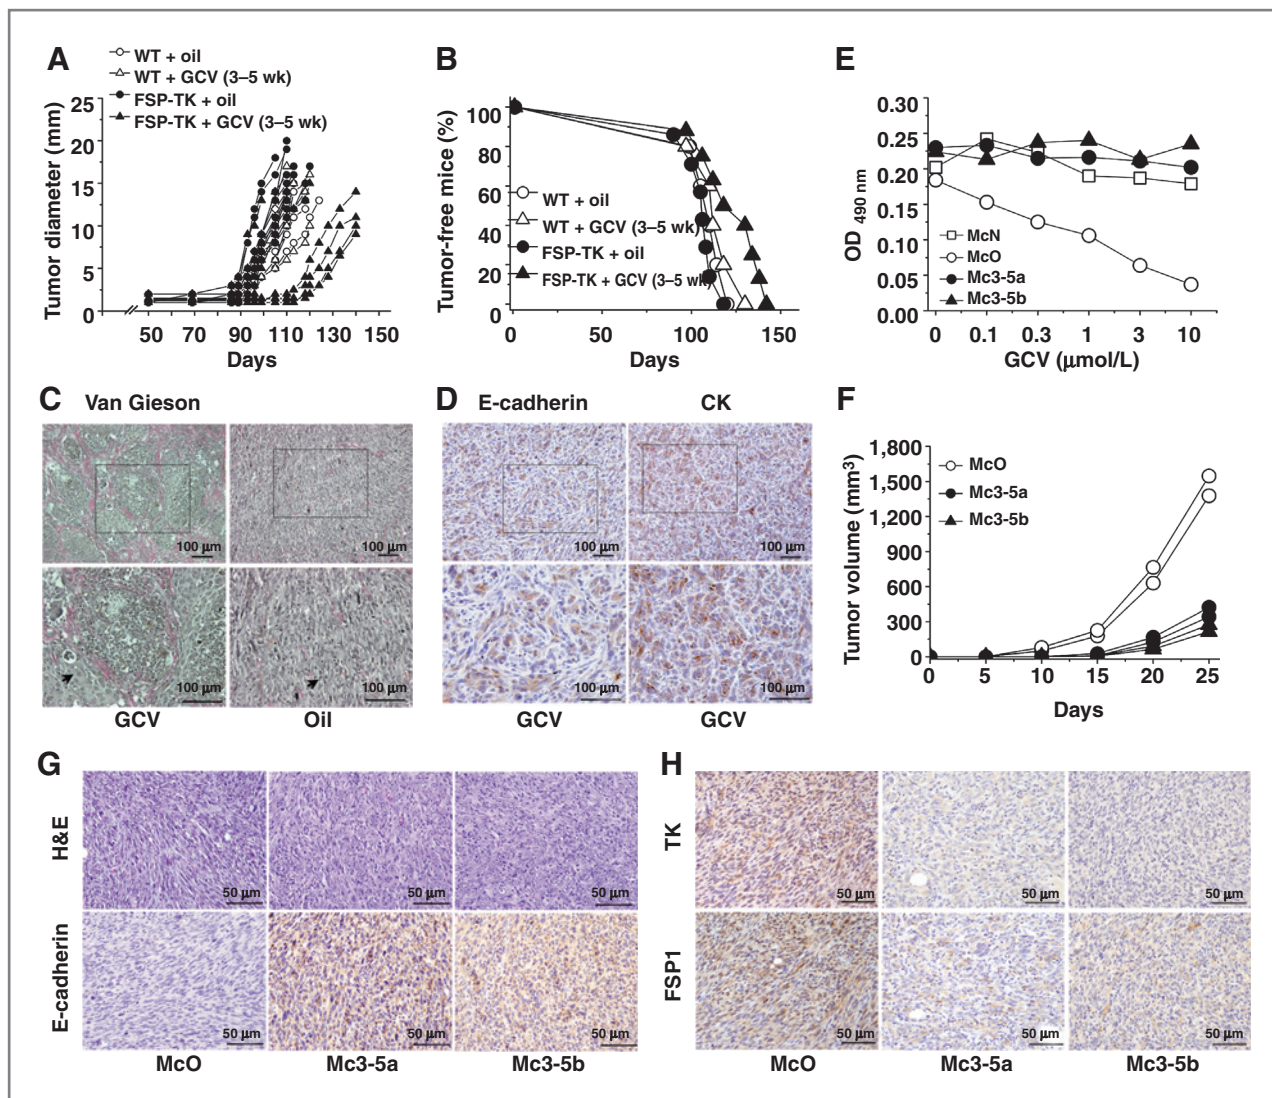 A
WT + oil
WT + GCV (3–5 wk)
FSP-TK + oil
FSP-TK + GCV (3–5 wk)
Tumor diameter (mm)
25
20
15
10
5
0
50 70 90 110 130 150
Days
B
Tumor-free mice (%)
100
80
60
40
20
0
WT + oil
WT + GCV (3–5 wk)
FSP-TK + oil
FSP-TK + GCV (3–5 wk)
0 50 100 150
Days
E
OD 490 nm
0.30
0.25
0.20
0.15
0.10
0.05
0.00
McN
McO
Mc3-5a
Mc3-5b
0 0.1 0.3 1 3 10
GCV (μmol/L)
C
Van Gieson
100 μm
100 μm
100 μm
100 μm
GCV Oil
D
E-cadherin CK
100 μm
100 μm
100 μm
100 μm
GCV GCV
F
Tumor volume (mm³)
1,800
1,500
1,200
900
600
300
0
McO
Mc3-5a
Mc3-5b
0 5 10 15 20 25
Days
G
H&E
50 μm 50 μm 50 μm
E-cadherin
50 μm 50 μm 50 μm
McO Mc3-5a Mc3-5b
H
TK
50 μm 50 μm 50 μm
FSP1
50 μm 50 μm 50 μm
McO Mc3-5a Mc3-5b